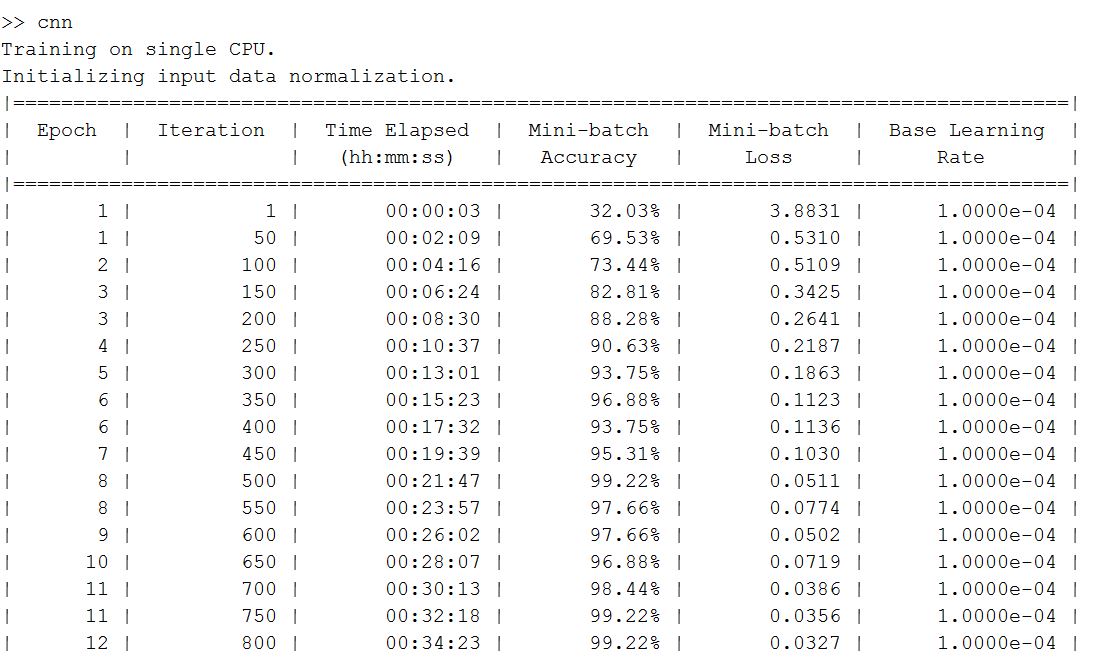 >> cnn
Training on single CPU.
Initializing input data normalization.
|========================================================================================|
|  Epoch  |  Iteration  |  Time Elapsed  |  Mini-batch  |  Mini-batch  |  Base Learning  |
|         |             |   (hh:mm:ss)   |   Accuracy   |     Loss     |      Rate       |
|========================================================================================|
|       1 |           1 |       00:00:03 |       32.03% |       3.8831 |      1.0000e-04 |
|       1 |          50 |       00:02:09 |       69.53% |       0.5310 |      1.0000e-04 |
|       2 |         100 |       00:04:16 |       73.44% |       0.5109 |      1.0000e-04 |
|       3 |         150 |       00:06:24 |       82.81% |       0.3425 |      1.0000e-04 |
|       3 |         200 |       00:08:30 |       88.28% |       0.2641 |      1.0000e-04 |
|       4 |         250 |       00:10:37 |       90.63% |       0.2187 |      1.0000e-04 |
|       5 |         300 |       00:13:01 |       93.75% |       0.1863 |      1.0000e-04 |
|       6 |         350 |       00:15:23 |       96.88% |       0.1123 |      1.0000e-04 |
|       6 |         400 |       00:17:32 |       93.75% |       0.1136 |      1.0000e-04 |
|       7 |         450 |       00:19:39 |       95.31% |       0.1030 |      1.0000e-04 |
|       8 |         500 |       00:21:47 |       99.22% |       0.0511 |      1.0000e-04 |
|       8 |         550 |       00:23:57 |       97.66% |       0.0774 |      1.0000e-04 |
|       9 |         600 |       00:26:02 |       97.66% |       0.0502 |      1.0000e-04 |
|      10 |         650 |       00:28:07 |       96.88% |       0.0719 |      1.0000e-04 |
|      11 |         700 |       00:30:13 |       98.44% |       0.0386 |      1.0000e-04 |
|      11 |         750 |       00:32:18 |       99.22% |       0.0356 |      1.0000e-04 |
|      12 |         800 |       00:34:23 |       99.22% |       0.0327 |      1.0000e-04 |